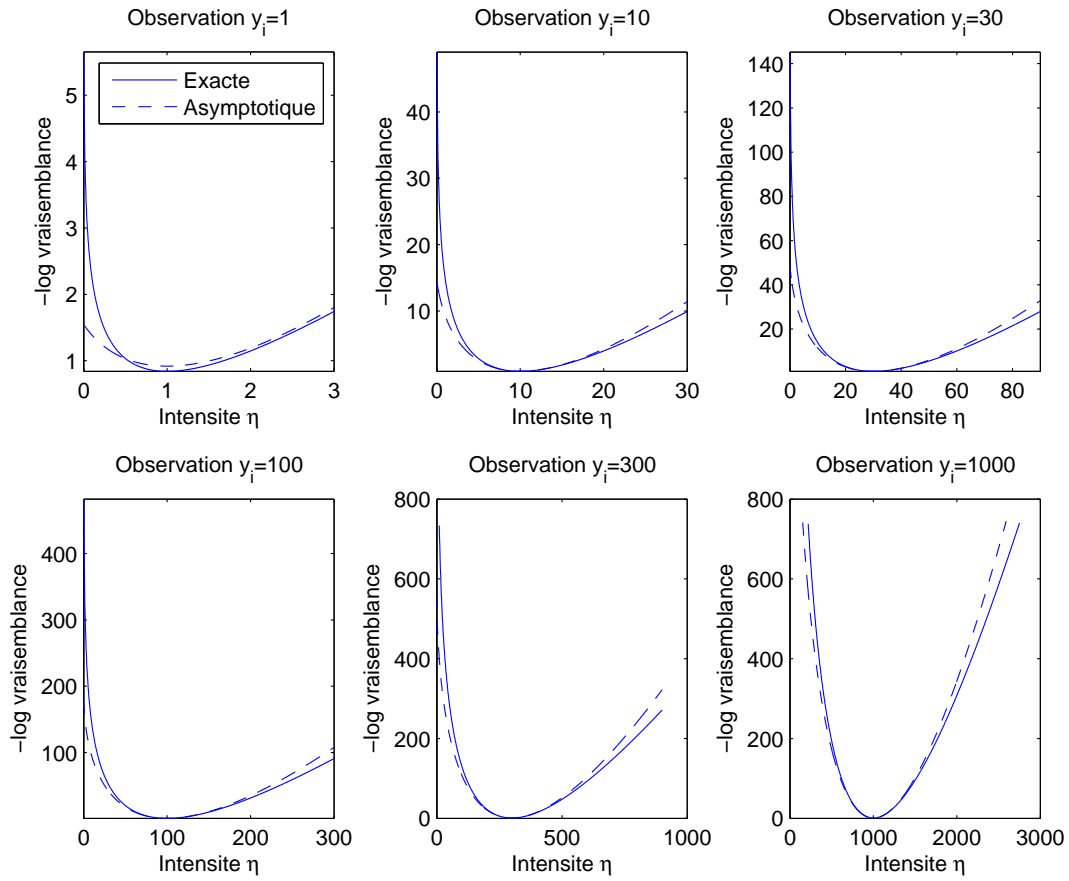 Observation y_i=1
5
4
3
2
1
0 1 2 3
−log vraisemblance
Intensite η
Exacte
Asymptotique
Observation y_i=10
40
30
20
10
0 10 20 30
−log vraisemblance
Intensite η
Observation y_i=30
140
120
100
80
60
40
20
0 20 40 60 80
−log vraisemblance
Intensite η
Observation y_i=100
400
300
200
100
0 100 200 300
−log vraisemblance
Intensite η
Observation y_i=300
800
600
400
200
0
0 500 1000
−log vraisemblance
Intensite η
Observation y_i=1000
800
600
400
200
0
0 1000 2000 3000
−log vraisemblance
Intensite η